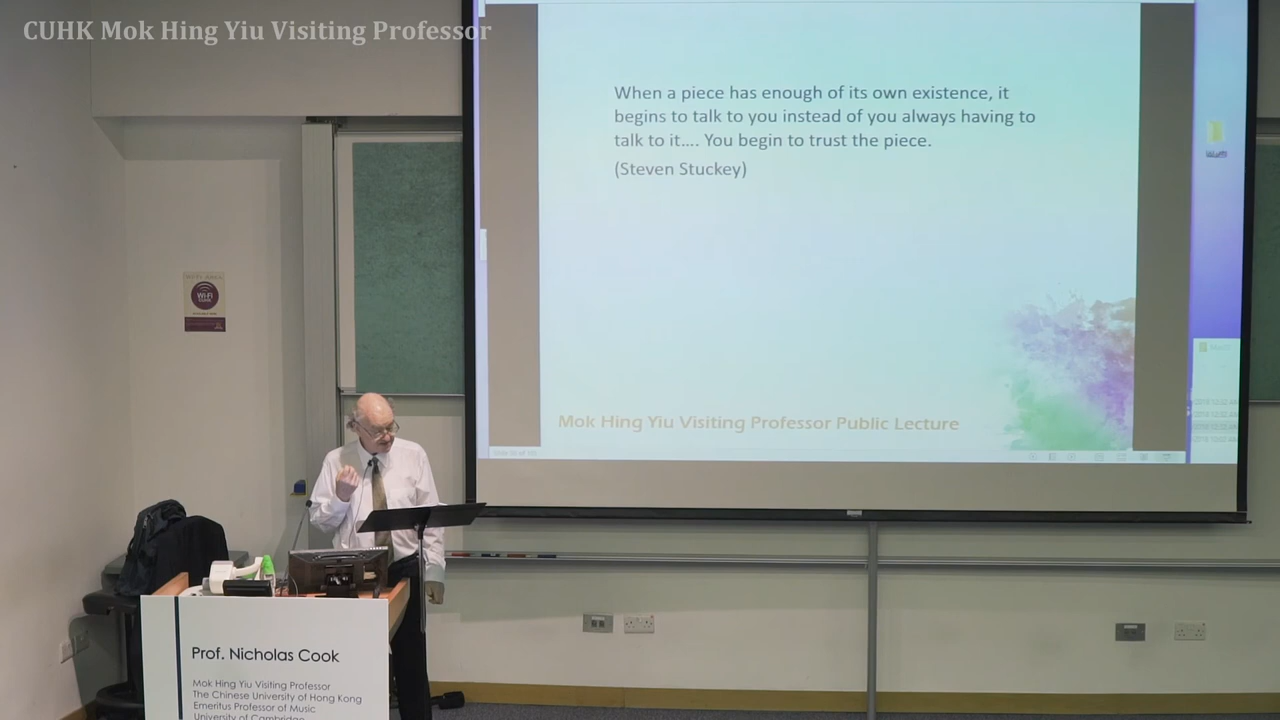 CUHK Mok Hing Yiu Visiting Professor
When a piece has enough of its own existence, it
begins to talk to you instead of you always having to
talk to it.... You begin to trust the piece.
(Steven Stuckey)
Mok Hing Yiu Visiting Professor Public Lecture
Wi-Fi
Prof. Nicholas Cook
Mok Hing Yiu Visiting Professor
The Chinese University of Hong Kong
Emeritus Professor of Music
University of Cambridge